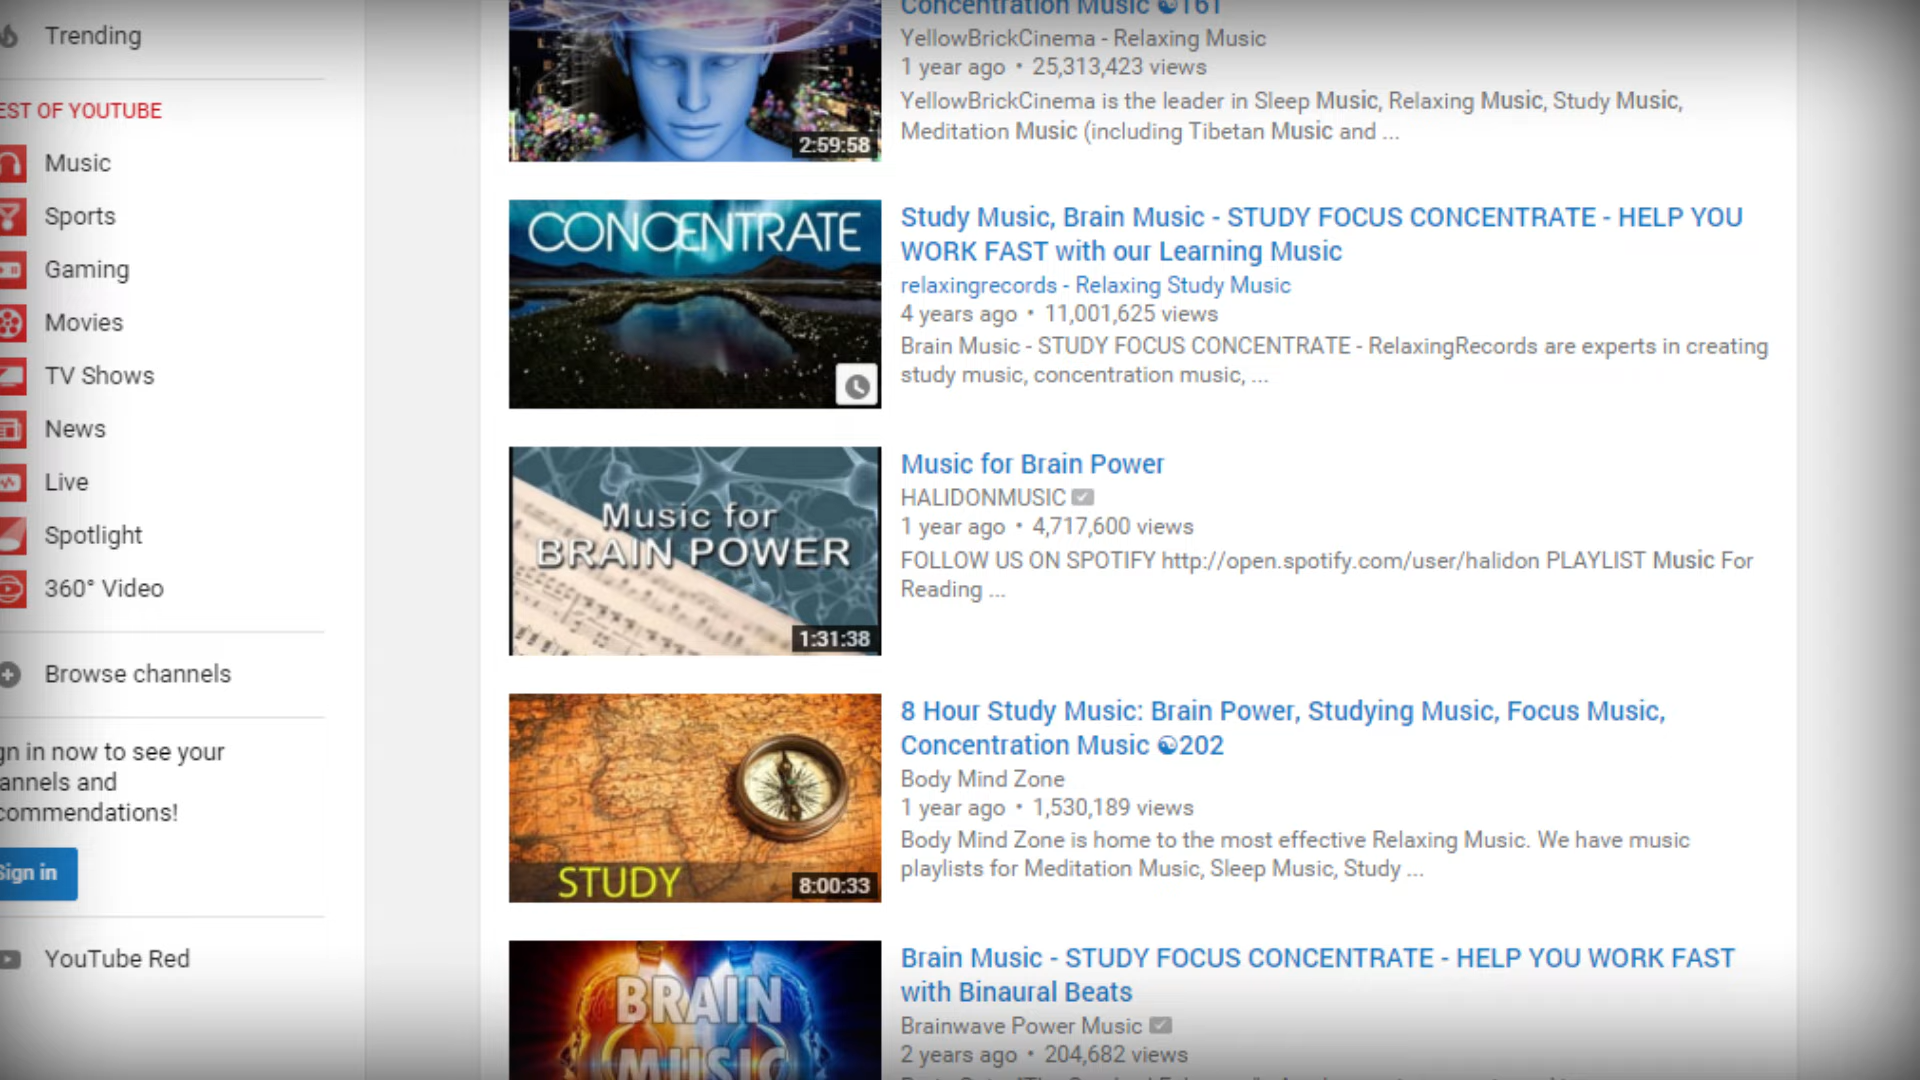 Trending
EST OF YOUTUBE
Music
Sports
Gaming
Movies
TV Shows
News
Live
Spotlight
360° Video
Browse channels
gn in now to see your
annels and
commendations!
Sign in
YouTube Red
Concentration Music ☯161
YellowBrickCinema - Relaxing Music
1 year ago • 25,313,423 views
YellowBrickCinema is the leader in Sleep Music, Relaxing Music, Study Music,
Meditation Music (including Tibetan Music and ...
2:59:58
CONCENTRATE
Study Music, Brain Music - STUDY FOCUS CONCENTRATE - HELP YOU
WORK FAST with our Learning Music
relaxingrecords - Relaxing Study Music
4 years ago • 11,001,625 views
Brain Music - STUDY FOCUS CONCENTRATE - RelaxingRecords are experts in creating
study music, concentration music, ...
Music for
BRAIN POWER
1:31:38
Music for Brain Power
HALIDONMUSIC
1 year ago • 4,717,600 views
FOLLOW US ON SPOTIFY http://open.spotify.com/user/halidon PLAYLIST Music For
Reading ...
STUDY
8:00:33
8 Hour Study Music: Brain Power, Studying Music, Focus Music,
Concentration Music ☯202
Body Mind Zone
1 year ago • 1,530,189 views
Body Mind Zone is home to the most effective Relaxing Music. We have music
playlists for Meditation Music, Sleep Music, Study ...
BRAIN
MUSIC
Brain Music - STUDY FOCUS CONCENTRATE - HELP YOU WORK FAST
with Binaural Beats
Brainwave Power Music
2 years ago • 204,682 views